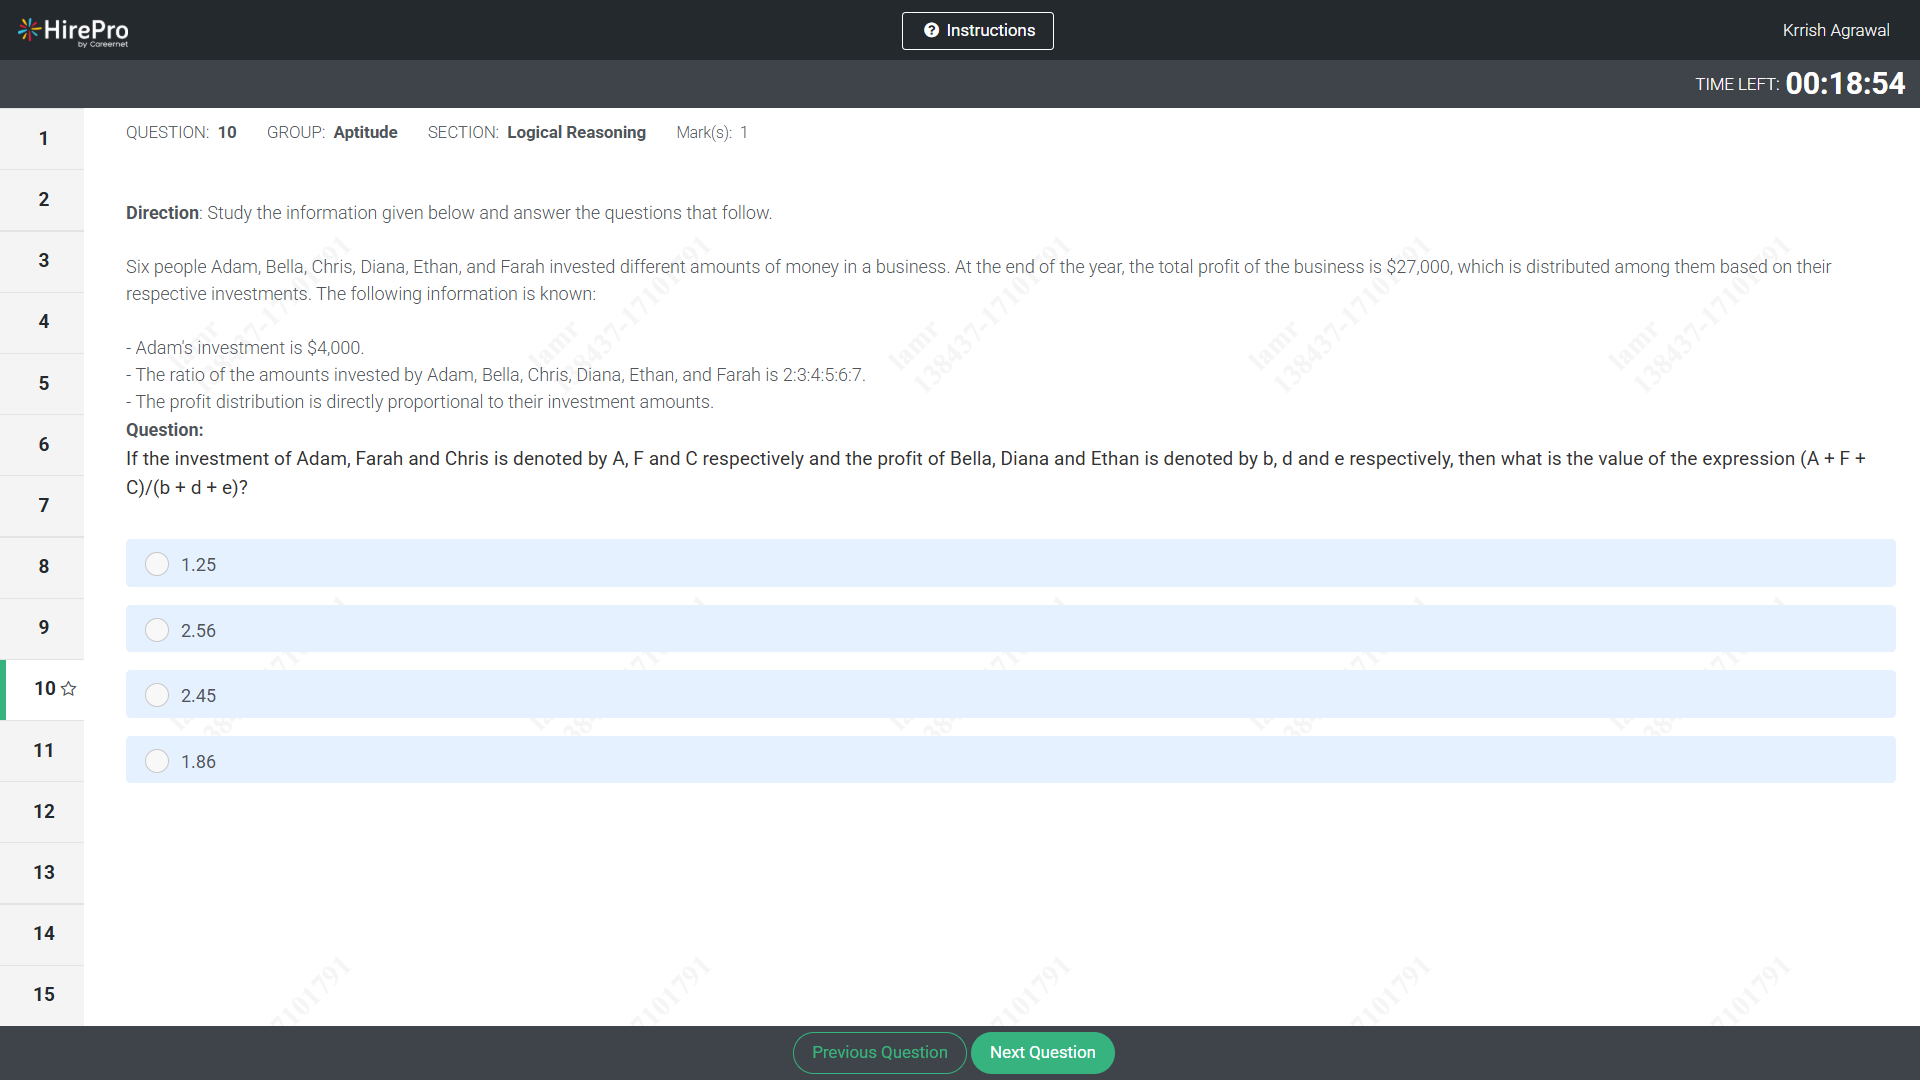 HirePro
by Careernet
Instructions
Krrish Agrawal
TIME LEFT: 00:18:54
QUESTION: 10 GROUP: Aptitude SECTION: Logical Reasoning Mark(s): 1
Direction: Study the information given below and answer the questions that follow.
Six people Adam, Bella, Chris, Diana, Ethan, and Farah invested different amounts of money in a business. At the end of the year, the total profit of the business is $27,000, which is distributed among them based on their
respective investments. The following information is known:
- Adam's investment is $4,000.
- The ratio of the amounts invested by Adam, Bella, Chris, Diana, Ethan, and Farah is 2:3:4:5:6:7.
- The profit distribution is directly proportional to their investment amounts.
Question:
If the investment of Adam, Farah and Chris is denoted by A, F and C respectively and the profit of Bella, Diana and Ethan is denoted by b, d and e respectively, then what is the value of the expression (A + F +
C)/(b + d + e)?
1.25
2.56
2.45
1.86
1
2
3
4
5
6
7
8
9
10
11
12
13
14
15
Previous Question
Next Question